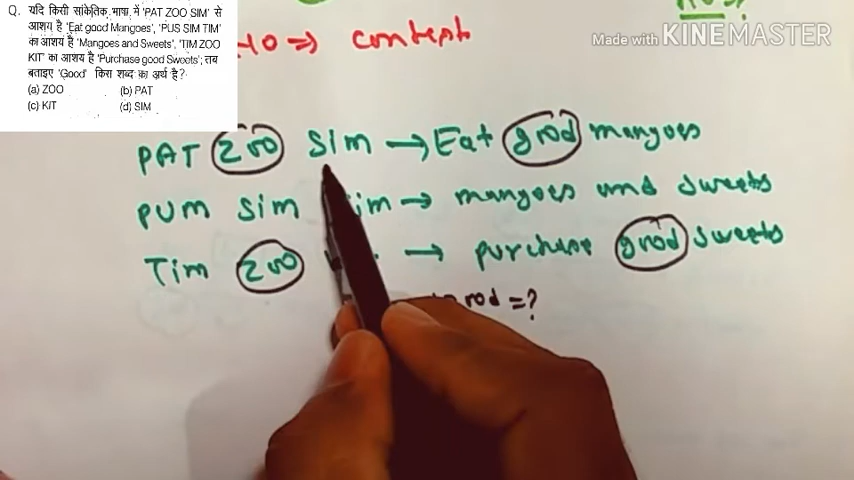 Q. यदि किसी सांकेतिक भाषा में 'PAT ZOO SIM' से
आशय है 'Eat good Mangoes', 'PUS SIM TIM'
का आशय है 'Mangoes and Sweets', 'TIM ZOO
KIT' का आशय है 'Purchase good Sweets'; तब
बताइए 'Good' किस शब्द का अर्थ है?
(a) ZOO (b) PAT
(c) KIT (d) SIM
Made with KINEMASTER
=> contept
PAT ZOO Sim → Eat good mangoes
PUM Sim → mangoes and sweets
Tim ZOO → purchase good sweets
= ?